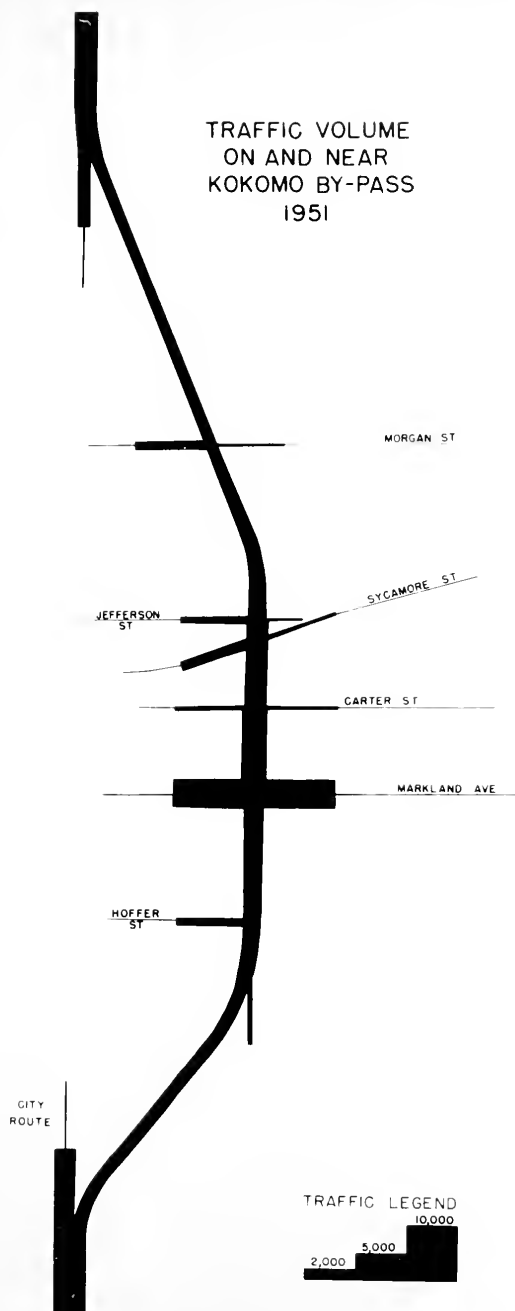 TRAFFIC VOLUME
ON AND NEAR
KOKOMO BY-PASS
1951
MORGAN ST
SYCAMORE ST
JEFFERSON
ST
CARTER ST
MARKLAND AVE
HOFFER
ST
CITY
ROUTE
TRAFFIC LEGEND
10,000
5,000
2,000